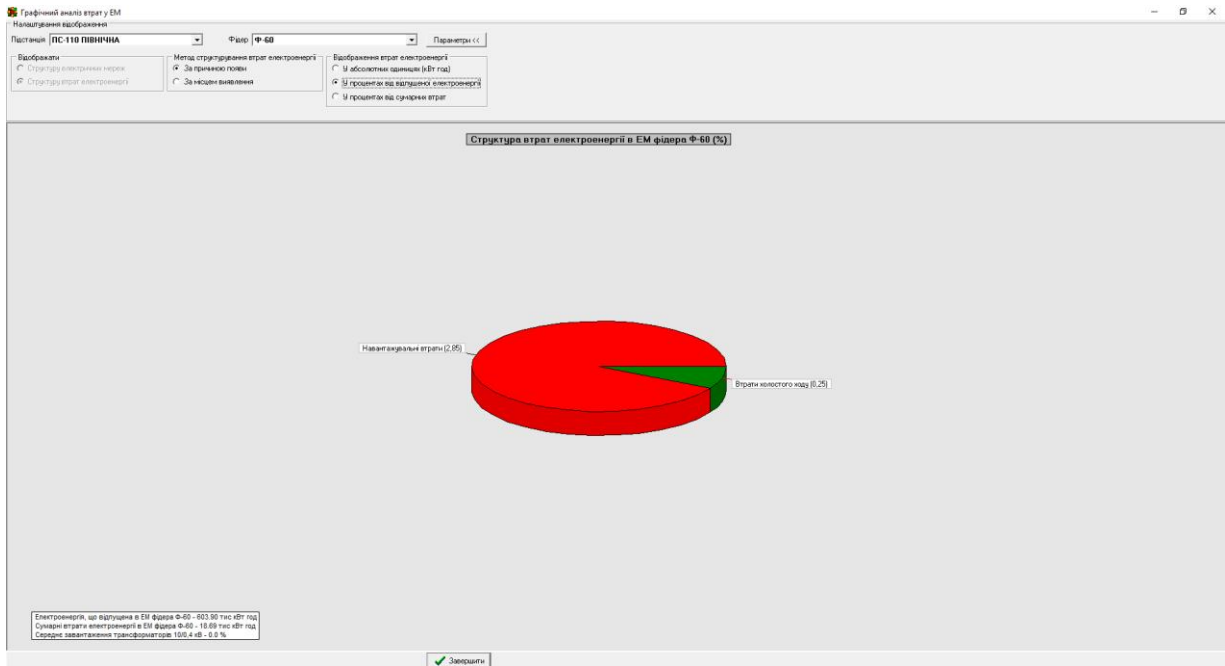 Графічний аналіз втрат у ЕМ
Налаштування відображення
Підстанція ПС-110 ПІВНІЧНА Фідер Ф-60 Параметри <<
Відображати
Структуру електричних мереж
Структуру втрат електроенергії
Метод структурування втрат електроенергії
За причиною появи
За місцем виявлення
Відображення втрат електроенергії
У абсолютних одиницях (кВт год)
У процентах від відпущеної електроенергії
У процентах від сумарних втрат
Структура втрат електроенергії в ЕМ фідера Ф-60 (%)
Навантажувальні втрати (2,85)
Втрати холостого ходу (0,25)
Електроенергія, що відпущена в ЕМ фідера Ф-60 - 603.90 тис кВт год
Сумарні втрати електроенергії в ЕМ фідера Ф-60 - 18.69 тис кВт год
Середнє завантаження трансформаторів 10/0,4 кВ - 0.0 %
Завершити